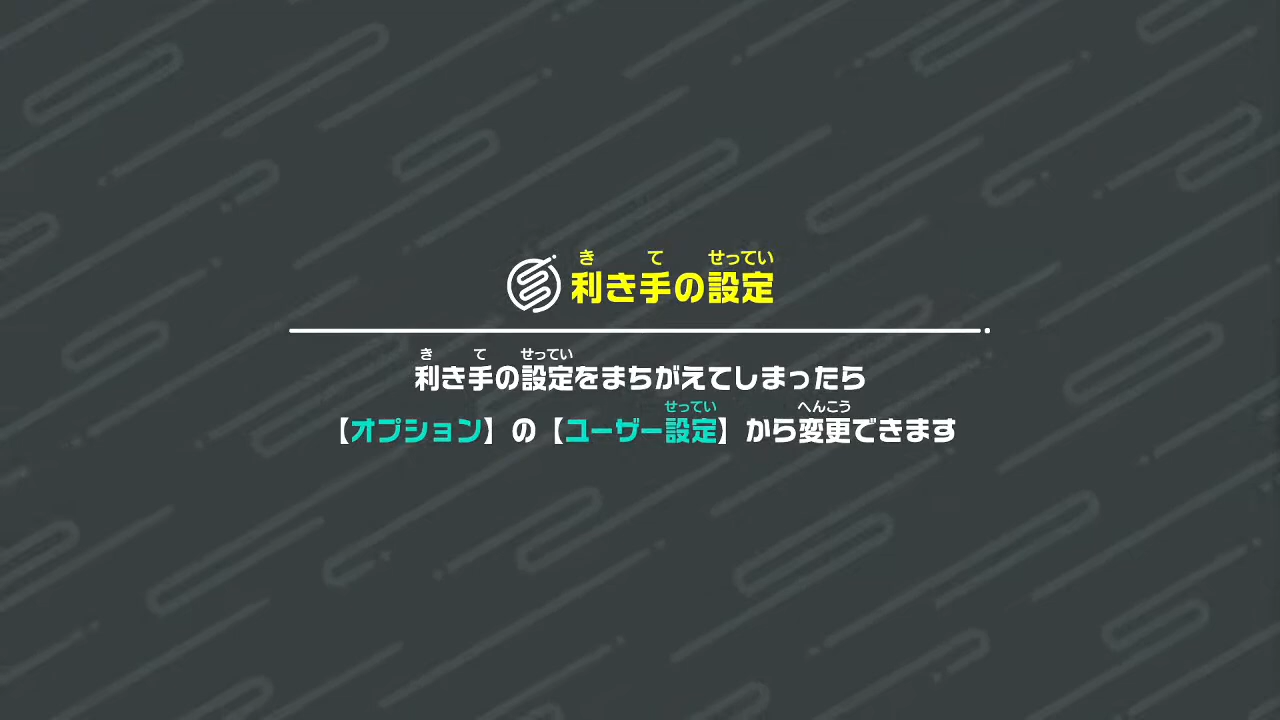 き て せってい
利き手の設定
き て せってい
利き手の設定をまちがえてしまったら
せってい へんこう
【オプション】の【ユーザー設定】から変更できます